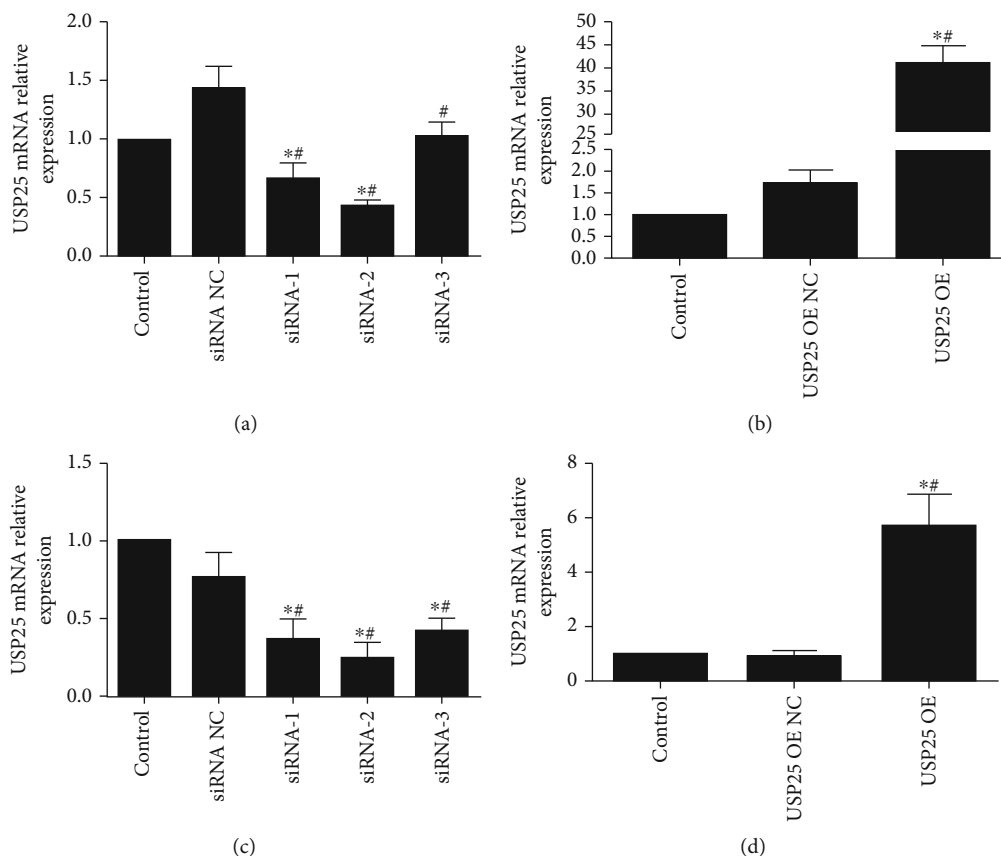 USP25 mRNA relative
expression
2.0
1.5
1.0
0.5
0.0
*#
*#
#
Control
siRNA NC
siRNA-1
siRNA-2
siRNA-3
(a)
USP25 mRNA relative
expression
50
45
40
35
30
25
2.5
2.0
1.5
1.0
0.5
0.0
*#
Control
USP25 OE NC
USP25 OE
(b)
USP25 mRNA relative
expression
1.5
1.0
0.5
0.0
*#
*#
*#
Control
siRNA NC
siRNA-1
siRNA-2
siRNA-3
(c)
USP25 mRNA relative
expression
8
6
4
2
0
*#
Control
USP25 OE NC
USP25 OE
(d)